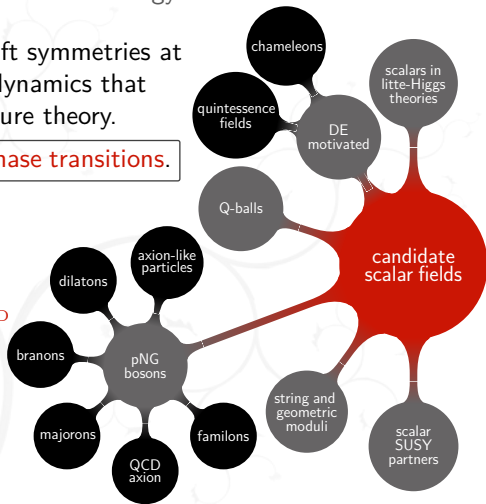 ft symmetries at
dynamics that
ure theory.
hase transitions.
chameleons
scalars in
litte-Higgs
theories
quintessence
fields
DE
motivated
Q-balls
candidate
scalar fields
axion-like
particles
dilatons
branons
pNG
bosons
majorons
QCD
axion
familons
string and
geometric
moduli
scalar
SUSY
partners